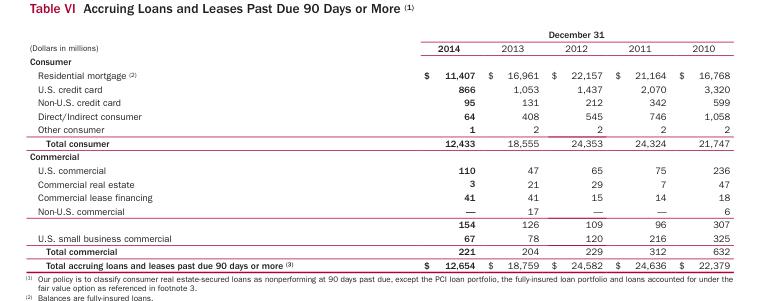 Table VI Accruing Loans and Leases Past Due 90 Days or More (1)
December 31
(Dollars in millions) 2014 2013 2012 2011 2010
Consumer
Residential mortgage (2) $ 11,407 $ 16,961 $ 22,157 $ 21,164 $ 16,768
U.S. credit card 866 1,053 1,437 2,070 3,320
Non-U.S. credit card 95 131 212 342 599
Direct/Indirect consumer 64 408 545 746 1,058
Other consumer 1 2 2 2 2
Total consumer 12,433 18,555 24,353 24,324 21,747
Commercial
U.S. commercial 110 47 65 75 236
Commercial real estate 3 21 29 7 47
Commercial lease financing 41 41 15 14 18
Non-U.S. commercial — 17 — — 6
154 126 109 96 307
U.S. small business commercial 67 78 120 216 325
Total commercial 221 204 229 312 632
Total accruing loans and leases past due 90 days or more (3) $ 12,654 $ 18,759 $ 24,582 $ 24,636 $ 22,379
(1) Our policy is to classify consumer real estate-secured loans as nonperforming at 90 days past due, except the PCI loan portfolio, the fully-insured loan portfolio and loans accounted for under the
fair value option as referenced in footnote 3.
(2) Balances are fully-insured loans.